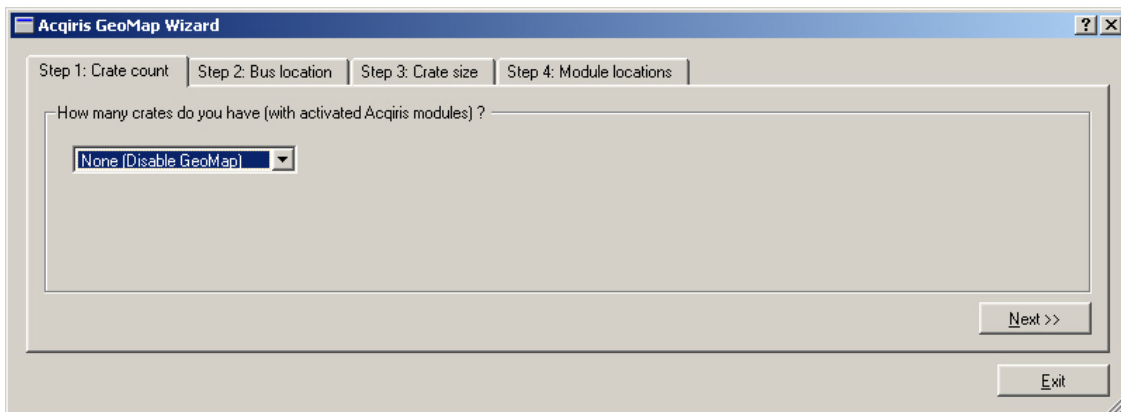 Acqiris GeoMap Wizard
Step 1: Crate count
Step 2: Bus location
Step 3: Crate size
Step 4: Module locations
How many crates do you have (with activated Acqiris modules) ?
None (Disable GeoMap)
Next >>
Exit